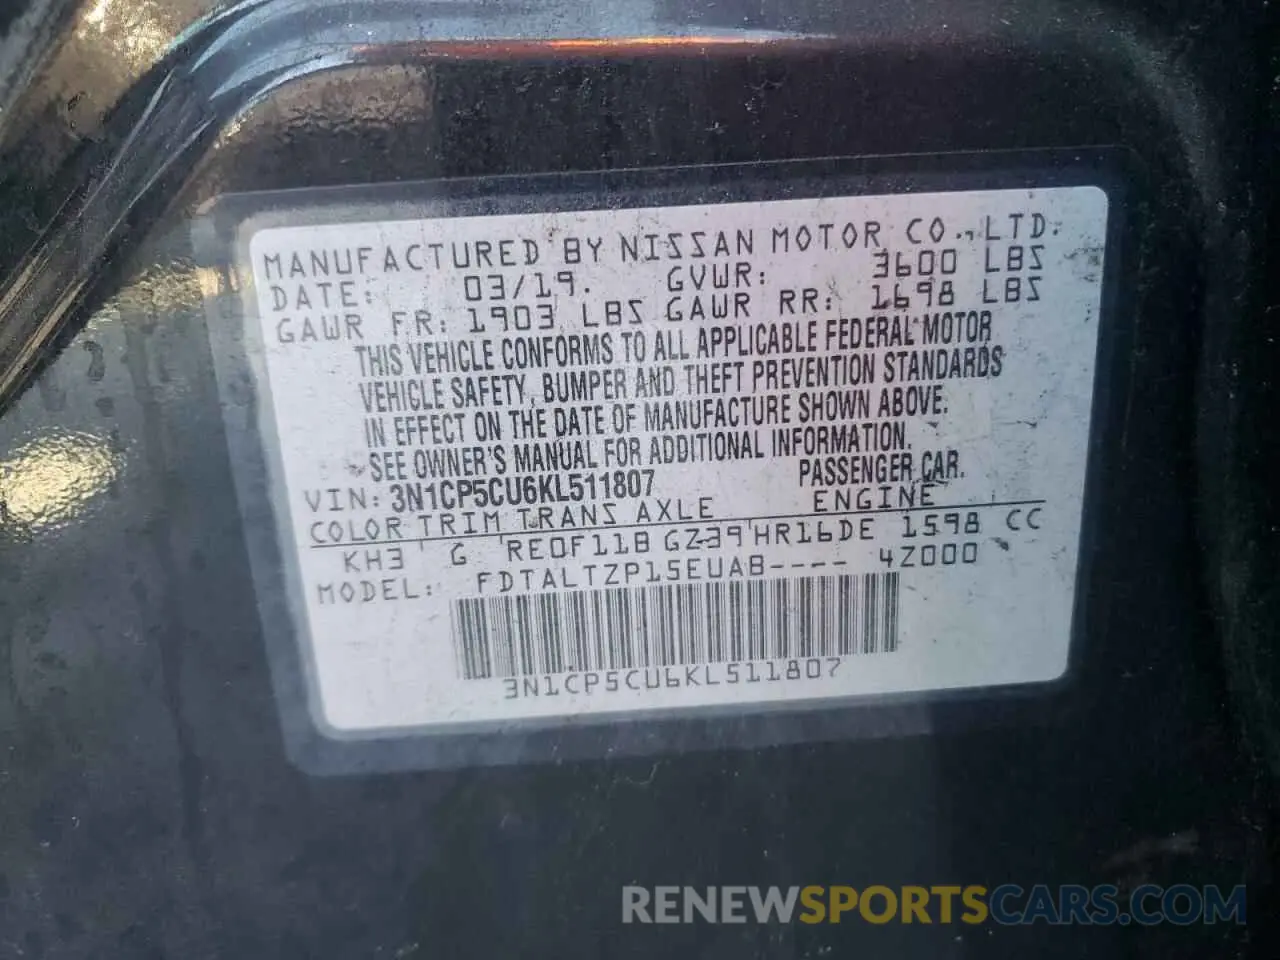 MANUFACTURED BY NISSAN MOTOR CO., LTD.
DATE: 03/19. GVWR: 3600 LBS
GAWR FR: 1903 LBS GAWR RR: 1698 LBS
THIS VEHICLE CONFORMS TO ALL APPLICABLE FEDERAL MOTOR
VEHICLE SAFETY, BUMPER AND THEFT PREVENTION STANDARDS
IN EFFECT ON THE DATE OF MANUFACTURE SHOWN ABOVE.
SEE OWNER'S MANUAL FOR ADDITIONAL INFORMATION.
VIN: 3N1CP5CU6KL511807 PASSENGER CAR.
COLOR TRIM TRANS AXLE ENGINE
KH3 G RE0F11B GZ39 HR16DE 1598 CC
MODEL: FDTALTZP15EUAB---- 4Z000
3N1CP5CU6KL511807
RENEWSPORTSCARS.COM